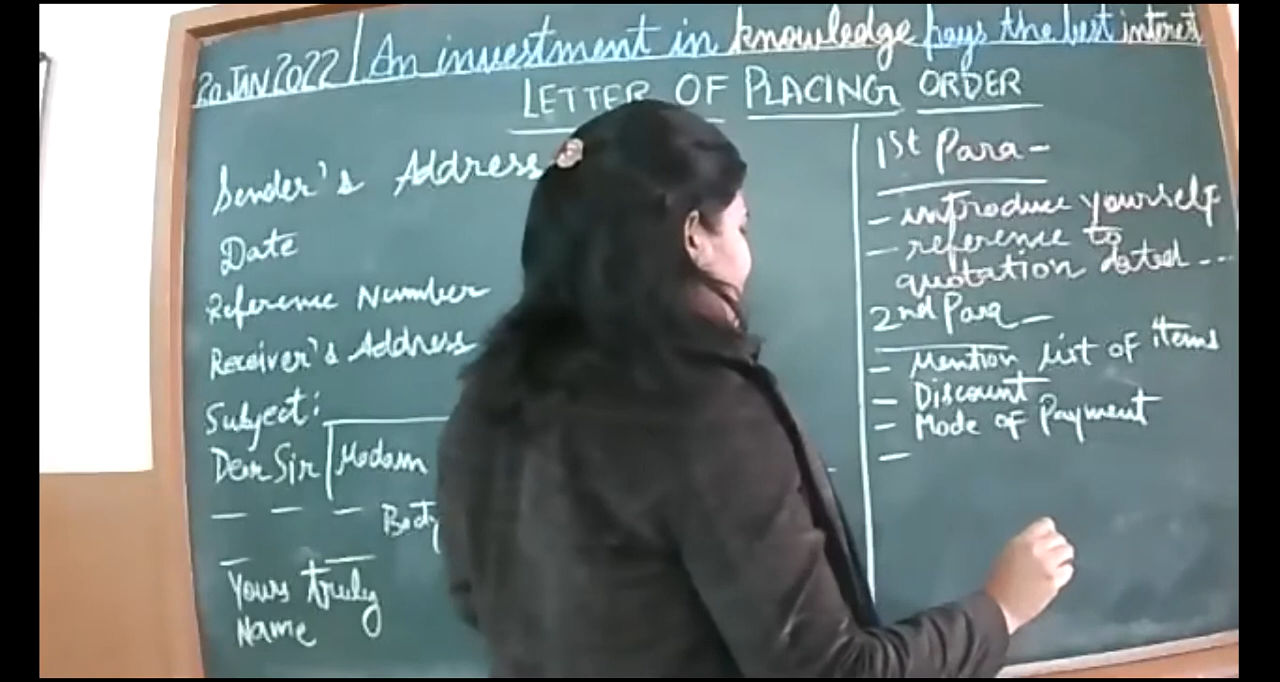 20 JAN 2022 | An investment in knowledge pays the best interest
LETTER OF PLACING ORDER
Sender's Address
Date
Reference Number
Receiver's Address
Subject:
Dear Sir | Madam
— — — Body
Yours truly
Name
1st Para -
- introduce yourself
- reference to
quotation dated ...
2nd Para -
- Mention list of items
- Discount
- Mode of Payment
-